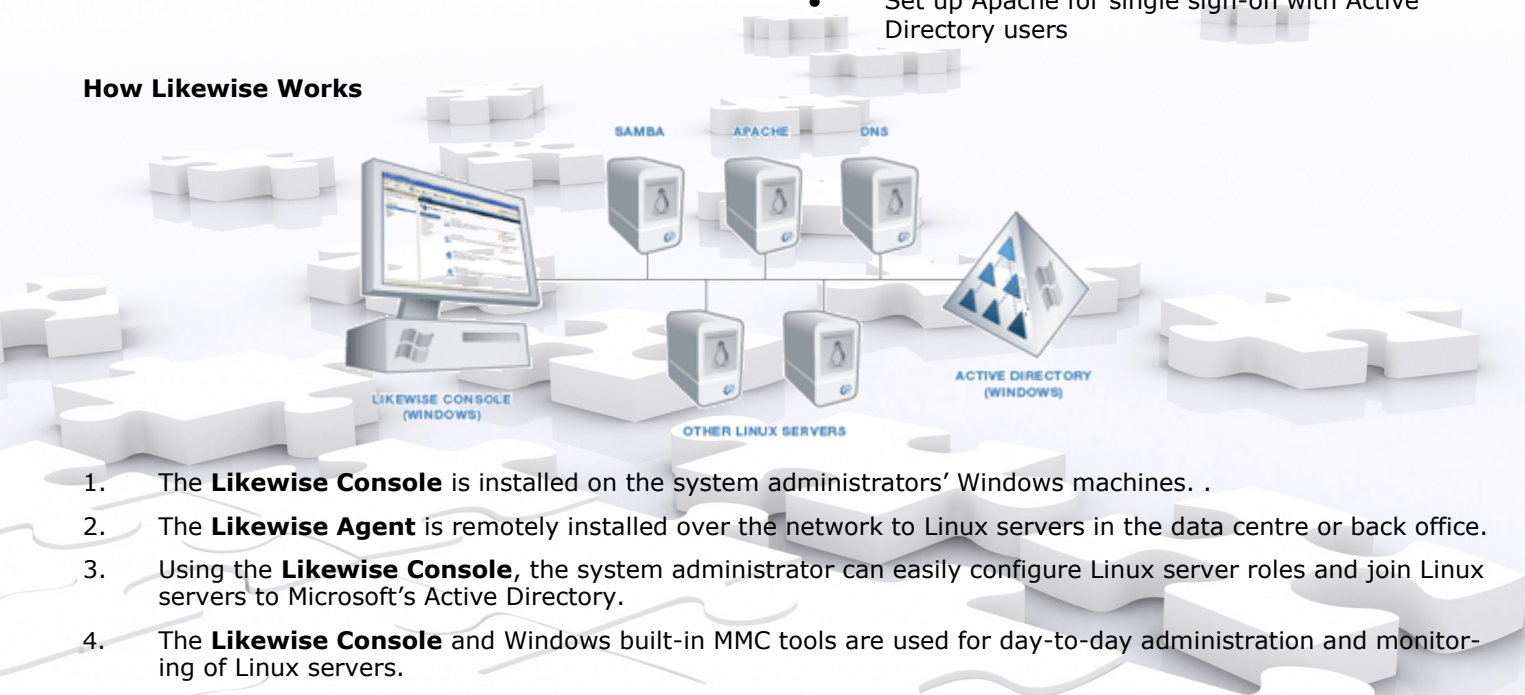 • Set up Apache for single sign-on with Active
Directory users
How Likewise Works
SAMBA APACHE DNS
LIKEWISE CONSOLE
(WINDOWS)
ACTIVE DIRECTORY
(WINDOWS)
OTHER LINUX SERVERS
1. The Likewise Console is installed on the system administrators’ Windows machines. .
2. The Likewise Agent is remotely installed over the network to Linux servers in the data centre or back office.
3. Using the Likewise Console, the system administrator can easily configure Linux server roles and join Linux
servers to Microsoft’s Active Directory.
4. The Likewise Console and Windows built-in MMC tools are used for day-to-day administration and monitor-
ing of Linux servers.